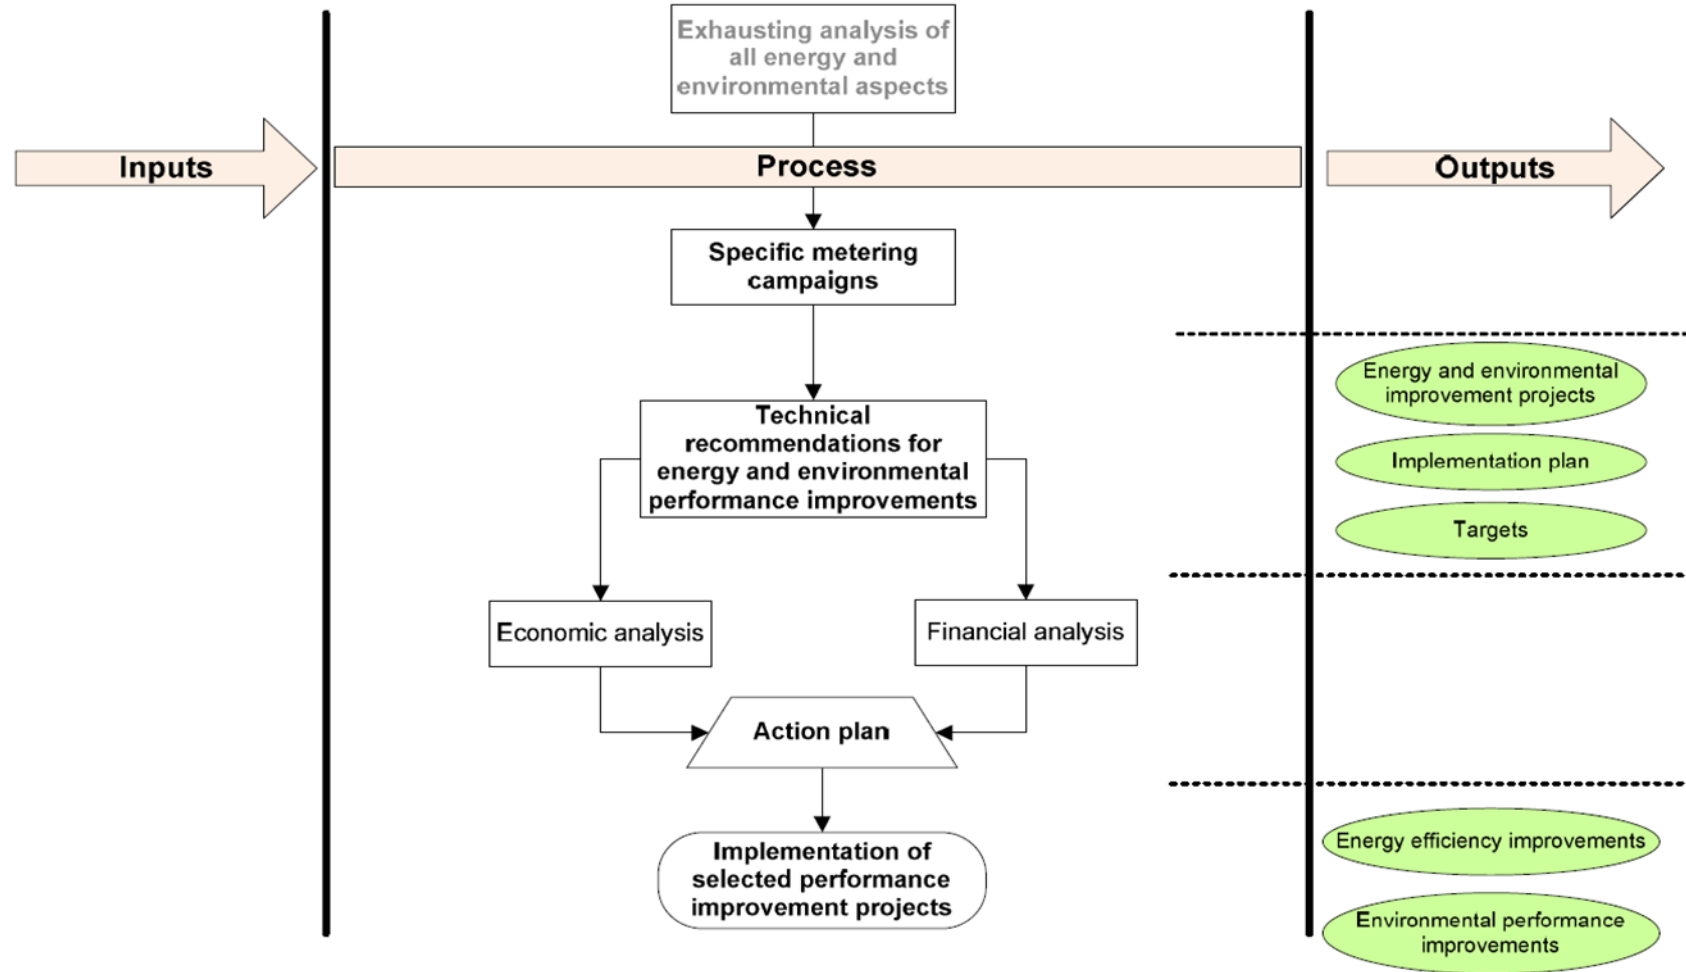 Exhausting analysis of
all energy and
environmental aspects
Inputs
Process
Outputs
Specific metering
campaigns
Technical
recommendations for
energy and environmental
performance improvements
Energy and environmental
improvement projects
Implementation plan
Targets
Economic analysis
Financial analysis
Action plan
Implementation of
selected performance
improvement projects
Energy efficiency improvements
Environmental performance
improvements